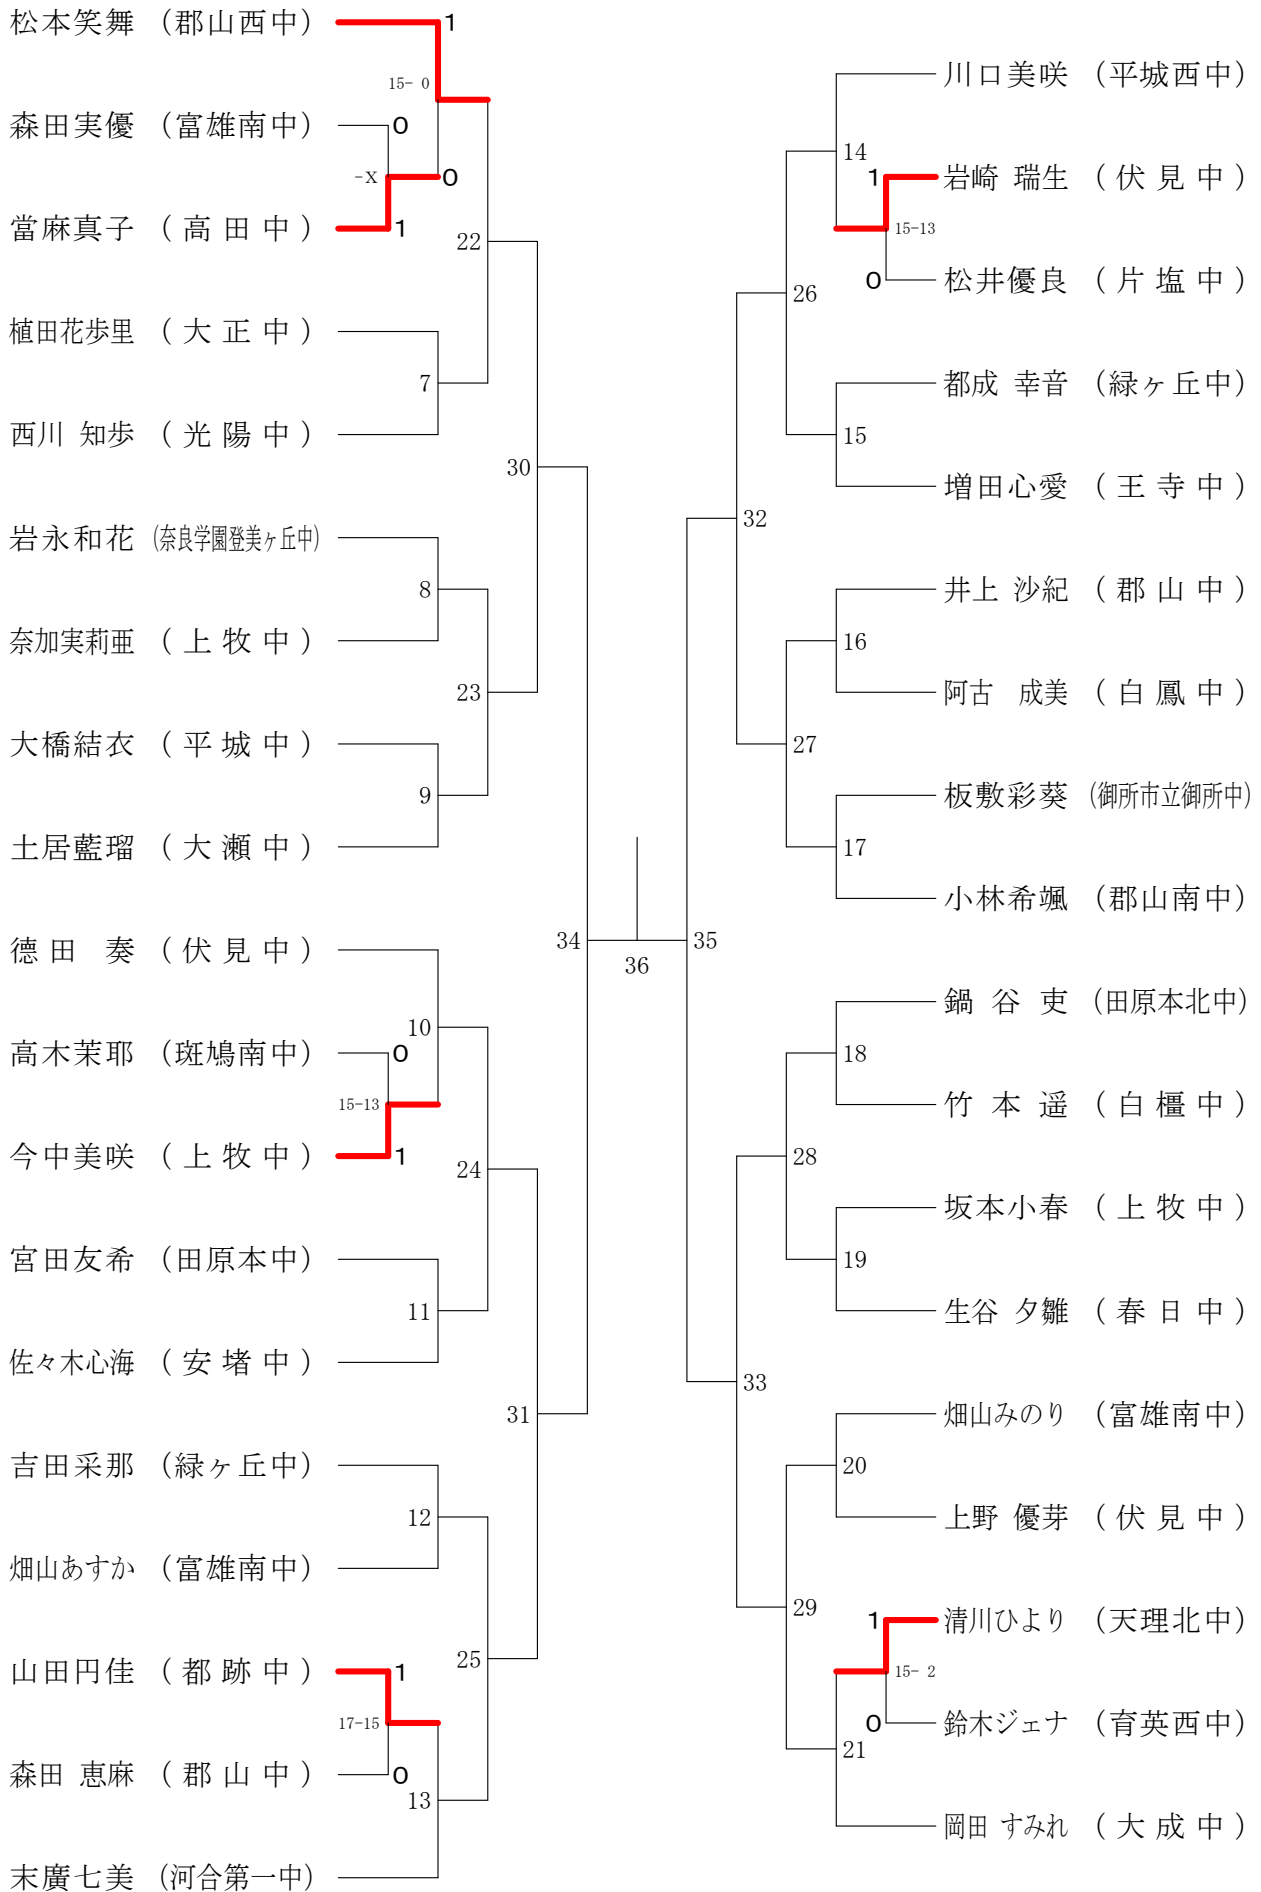 松本笑舞 (郡山西中) 1
15- 0
森田実優 (富雄南中) 0
-X 0
當麻真子 (高田中) 1
22
植田花歩里 (大正中)
7
西川 知歩 (光陽中)
30
岩永和花 (奈良学園登美ヶ丘中)
8
奈加実莉亜 (上牧中)
23
大橋結衣 (平城中)
9
土居藍瑠 (大瀬中)
34
德田 奏 (伏見中)
10
高木茉耶 (斑鳩南中) 0
15-13
今中美咲 (上牧中) 1
24
宮田友希 (田原本中)
11
佐々木心海 (安堵中)
31
吉田采那 (緑ヶ丘中)
12
畑山あすか (富雄南中)
25
山田円佳 (都跡中) 1
17-15
森田 恵麻 (郡山中) 0
13
末廣七美 (河合第一中)
36
川口美咲 (平城西中)
14
1 岩崎 瑞生 (伏見中)
15-13
0 松井優良 (片塩中)
26
都成 幸音 (緑ヶ丘中)
15
増田心愛 (王寺中)
32
井上 沙紀 (郡山中)
16
阿古 成美 (白鳳中)
27
板敷彩葵 (御所市立御所中)
17
小林希颯 (郡山南中)
35
鍋谷吏 (田原本北中)
18
竹本遥 (白橿中)
28
坂本小春 (上牧中)
19
生谷 夕雛 (春日中)
33
畑山みのり (富雄南中)
20
上野 優芽 (伏見中)
29
1 清川ひより (天理北中)
15- 2
0 鈴木ジェナ (育英西中)
21
岡田 すみれ (大成中)